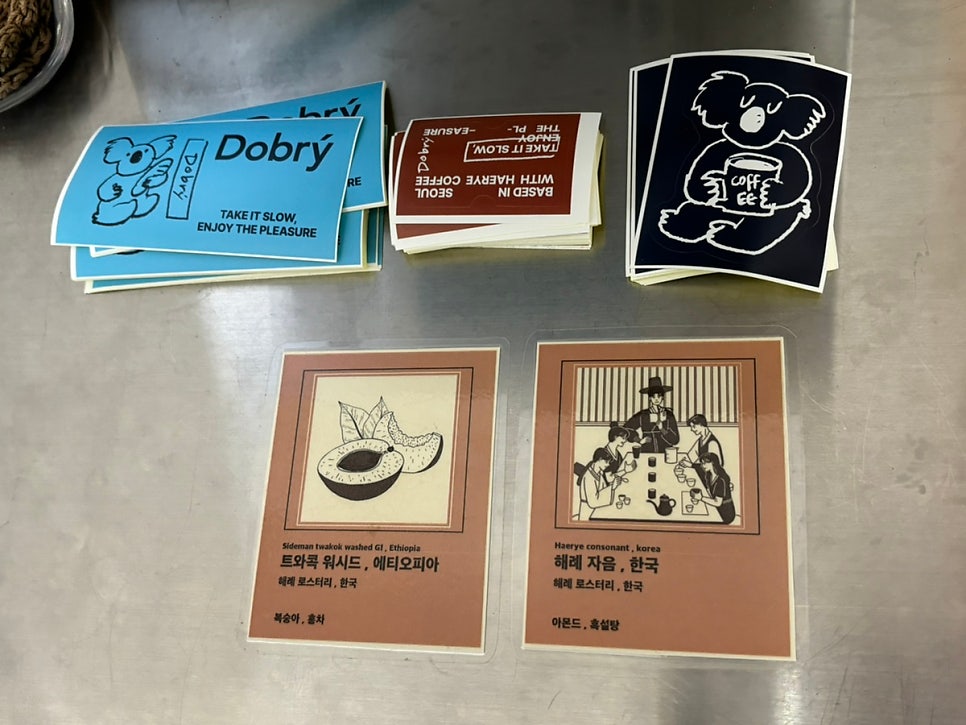 Dobrý
Dobrý
Dobrý
TAKE IT SLOW,
ENJOY THE PLEASURE
RE
BASED IN
SEOUL
WITH HAERYE COFFEE
Dobrý
TAKE IT SLOW,
ENJOY
THE PL-
-EASURE
COFF
EE
Sideman twakok washed G1 , Ethiopia
트와콕 워시드 , 에티오피아
해례 로스터리 , 한국
복숭아 , 홍차
Haerye consonant , korea
해례 자음 , 한국
해례 로스터리 , 한국
아몬드 , 흑설탕